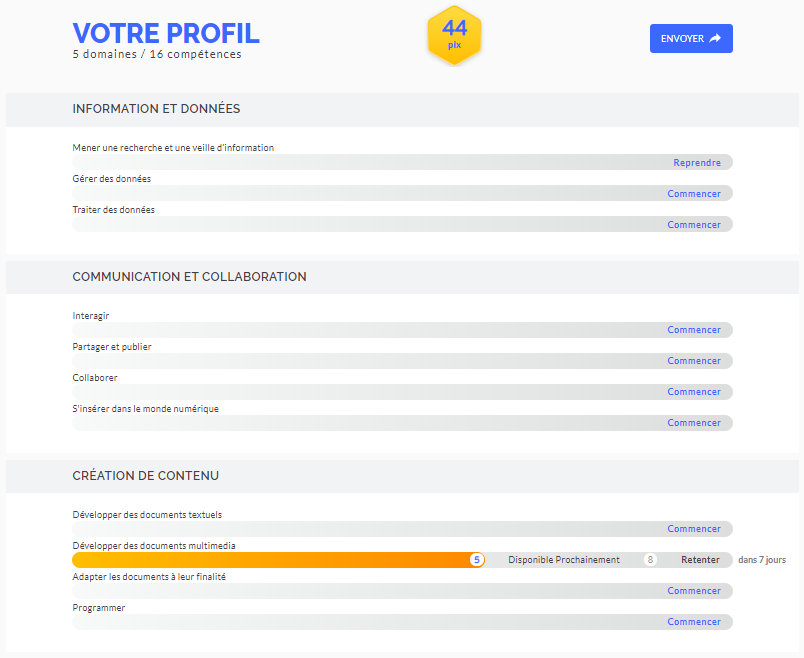 VOTRE PROFIL
5 domaines / 16 compétences
44
pix
ENVOYER
INFORMATION ET DONNÉES
Mener une recherche et une veille d'information
Reprendre
Gérer des données
Commencer
Traiter des données
Commencer
COMMUNICATION ET COLLABORATION
Interagir
Commencer
Partager et publier
Commencer
Collaborer
Commencer
S'insérer dans le monde numérique
Commencer
CRÉATION DE CONTENU
Développer des documents textuels
Commencer
Développer des documents multimedia
5 Disponible Prochainement 8 Retenter dans 7 jours
Adapter les documents à leur finalité
Commencer
Programmer
Commencer